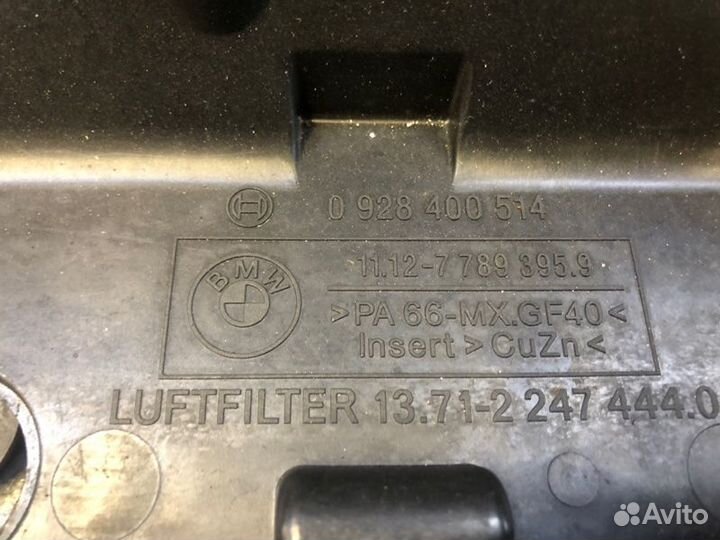 0 928 400 514
BMW
11.12-7 789 395.9
>PA 66-MX.GF40<
Insert >CuZn<
LUFTFILTER 13.71-2 247 444.0
Avito